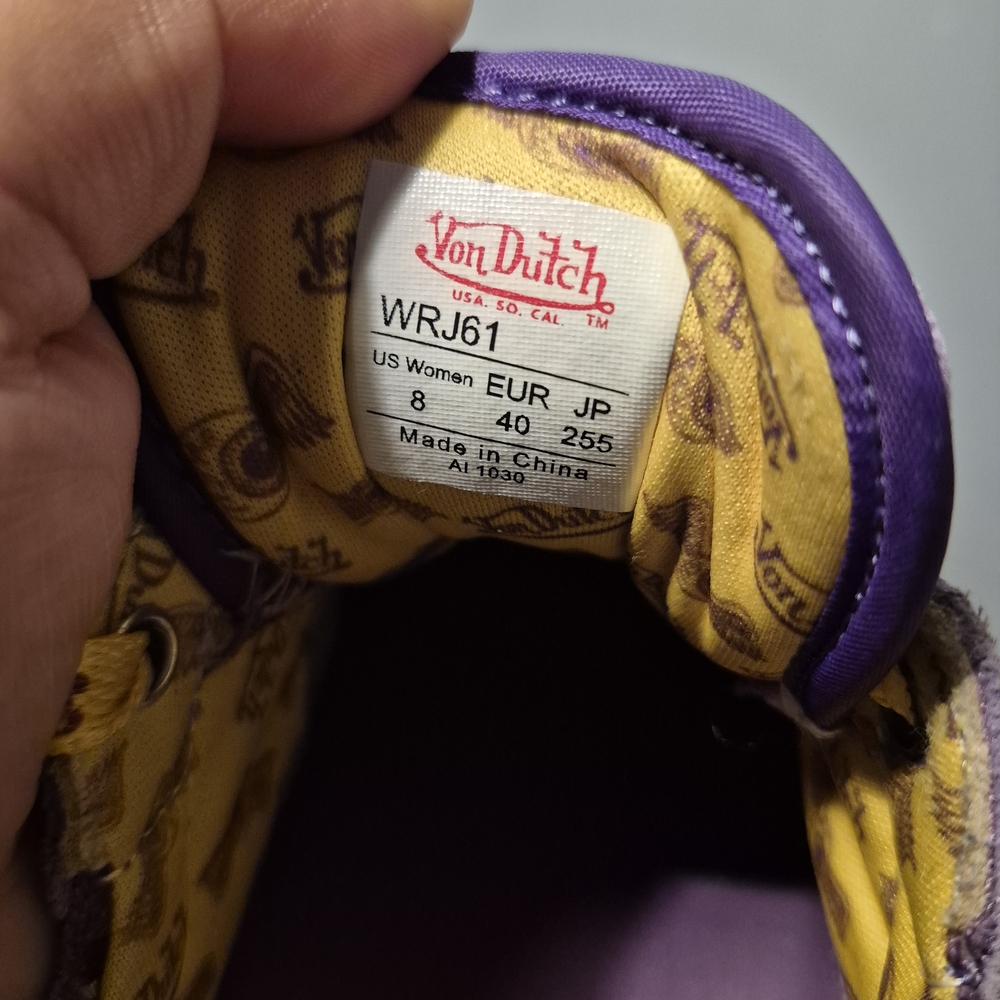 Von Dutch
USA. SO. CAL. TM
WRJ61
US Women EUR JP
8 40 255
Made in China
AI 1030